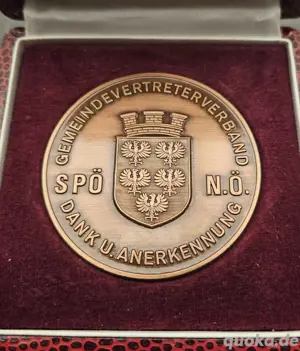 GEMEINDEVERTRETERVERBAND
SPÖ N.Ö.
DANK U. ANERKENNUNG
quoka.de